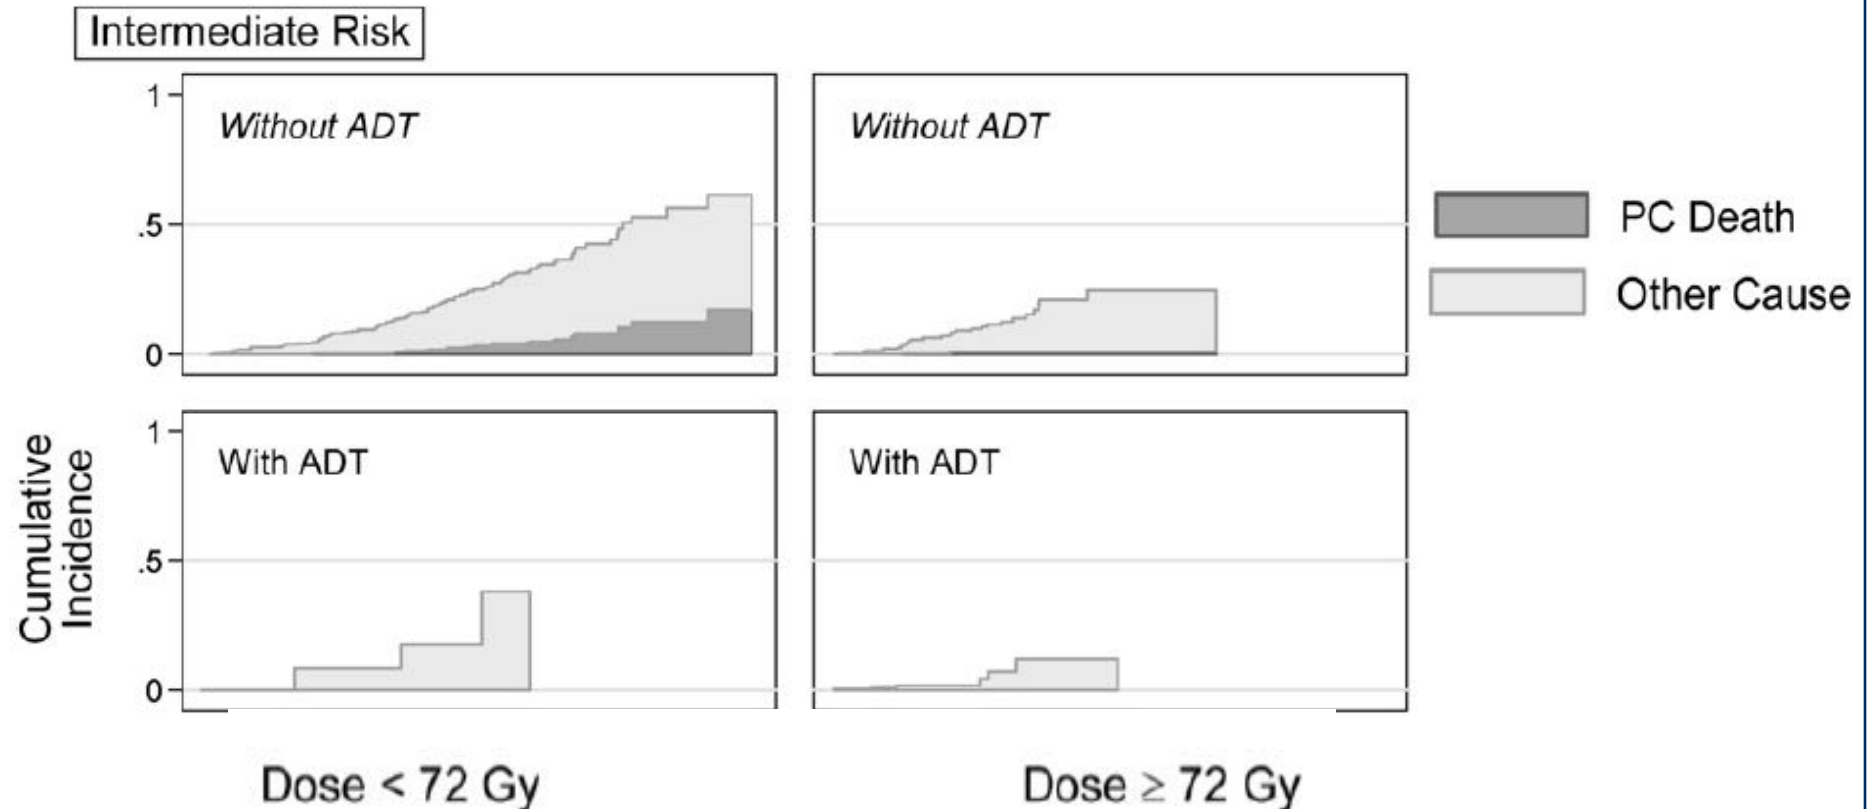 Intermediate Risk
1
Without ADT
.5
0
Without ADT
PC Death
Other Cause
Cumulative
Incidence
1
With ADT
.5
0
With ADT
Dose < 72 Gy
Dose ≥ 72 Gy